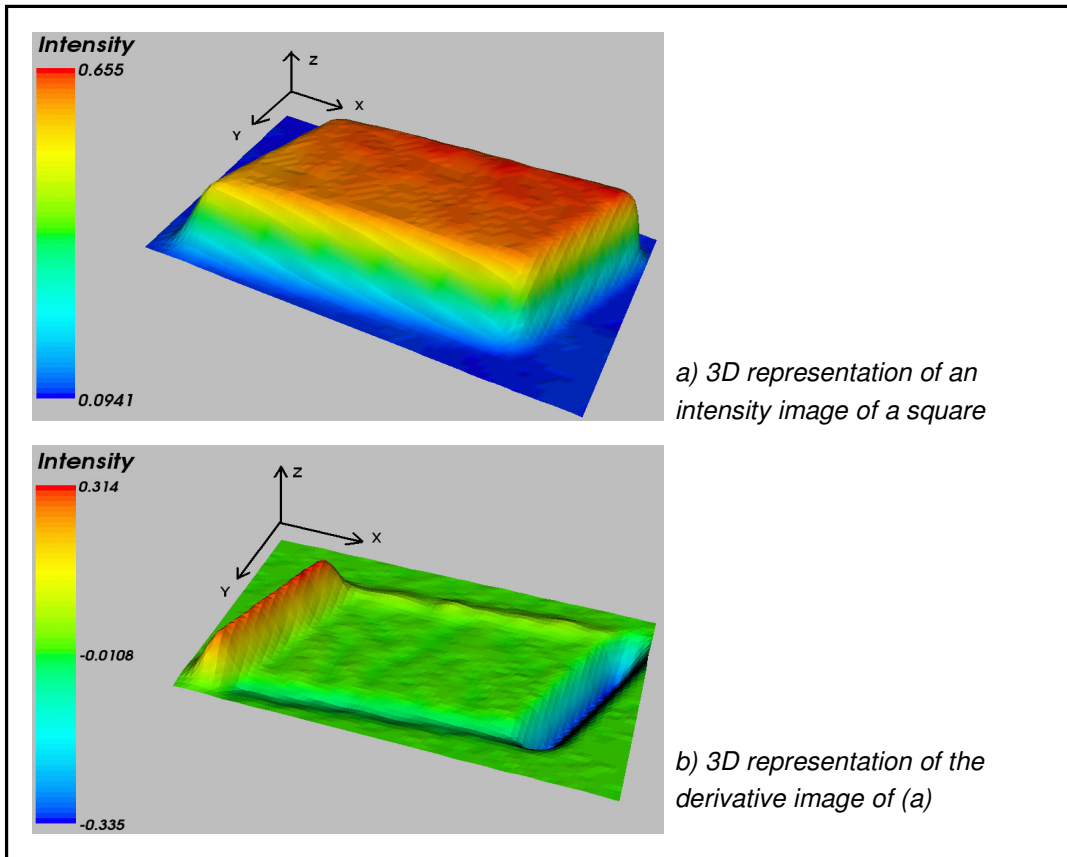 Intensity
0.655
Z
X
Y
0.0941
a) 3D representation of an
intensity image of a square
Intensity
0.314
Z
X
Y
-0.0108
-0.335
b) 3D representation of the
derivative image of (a)